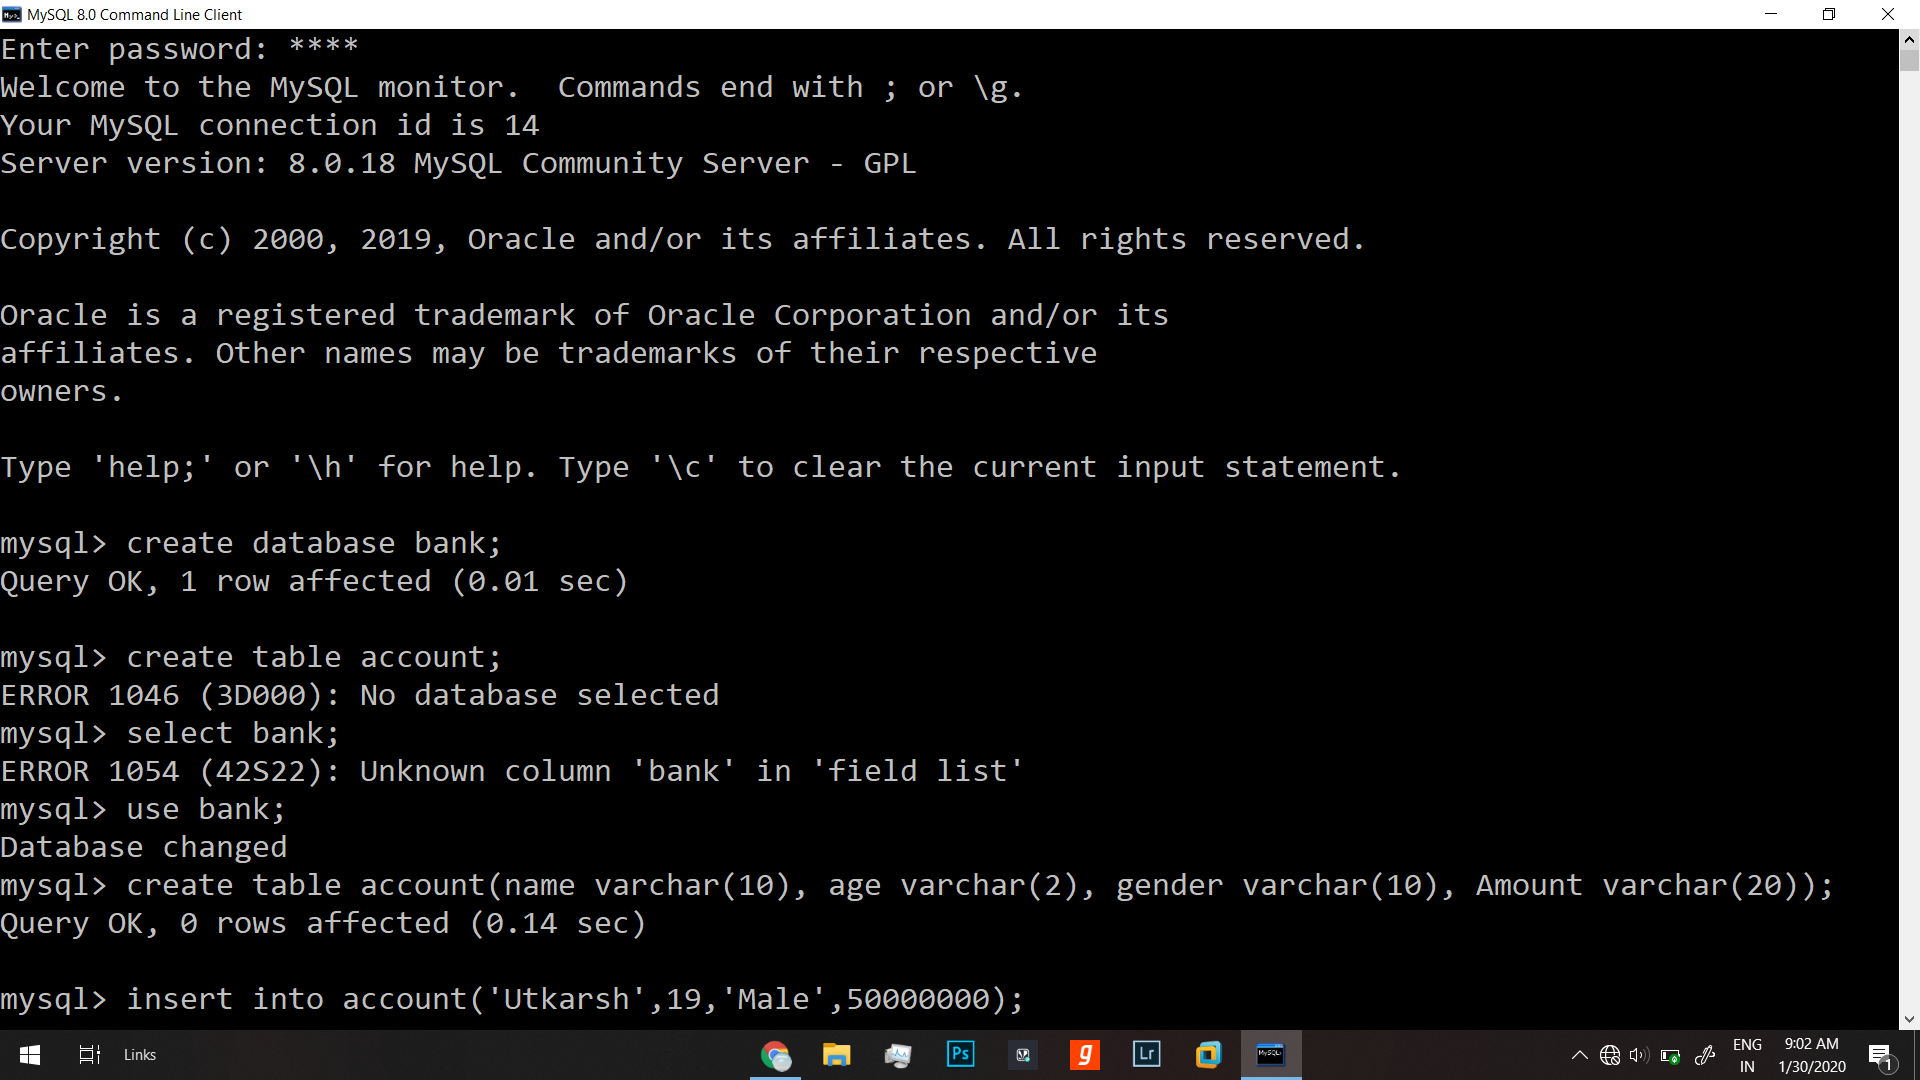 MySQL 8.0 Command Line Client
Enter password: ****
Welcome to the MySQL monitor.  Commands end with ; or \g.
Your MySQL connection id is 14
Server version: 8.0.18 MySQL Community Server - GPL
Copyright (c) 2000, 2019, Oracle and/or its affiliates. All rights reserved.
Oracle is a registered trademark of Oracle Corporation and/or its
affiliates. Other names may be trademarks of their respective
owners.
Type 'help;' or '\h' for help. Type '\c' to clear the current input statement.
mysql> create database bank;
Query OK, 1 row affected (0.01 sec)
mysql> create table account;
ERROR 1046 (3D000): No database selected
mysql> select bank;
ERROR 1054 (42S22): Unknown column 'bank' in 'field list'
mysql> use bank;
Database changed
mysql> create table account(name varchar(10), age varchar(2), gender varchar(10), Amount varchar(20));
Query OK, 0 rows affected (0.14 sec)
mysql> insert into account('Utkarsh',19,'Male',50000000);
Links
Ps
g
Lr
MySQL
ENG
IN
9:02 AM
1/30/2020
1